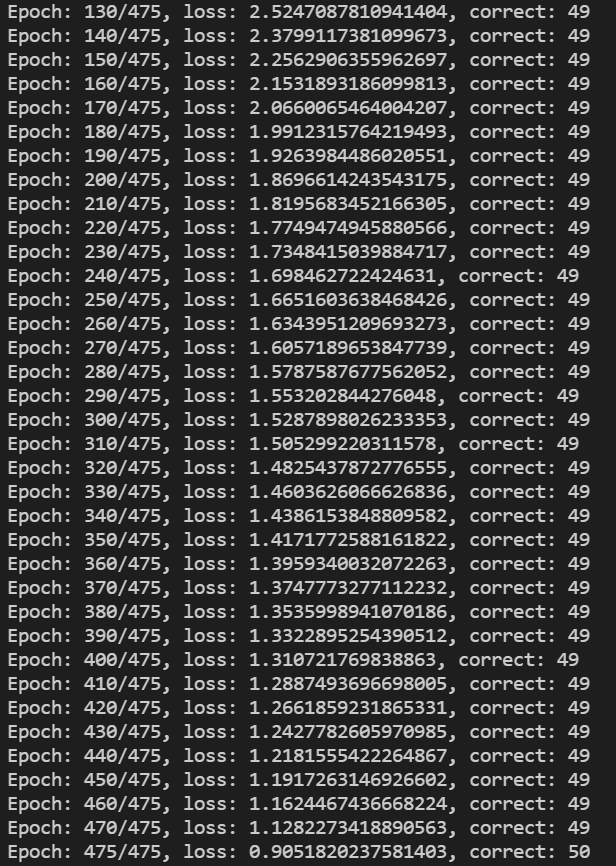 Epoch: 130/475, loss: 2.5247087810941404, correct: 49
Epoch: 140/475, loss: 2.3799117381099673, correct: 49
Epoch: 150/475, loss: 2.2562906355962697, correct: 49
Epoch: 160/475, loss: 2.1531893186099813, correct: 49
Epoch: 170/475, loss: 2.0660065464004207, correct: 49
Epoch: 180/475, loss: 1.9912315764219493, correct: 49
Epoch: 190/475, loss: 1.9263984486020551, correct: 49
Epoch: 200/475, loss: 1.8696614243543175, correct: 49
Epoch: 210/475, loss: 1.8195683452166305, correct: 49
Epoch: 220/475, loss: 1.7749474945880566, correct: 49
Epoch: 230/475, loss: 1.7348415039884717, correct: 49
Epoch: 240/475, loss: 1.698462722424631, correct: 49
Epoch: 250/475, loss: 1.6651603638468426, correct: 49
Epoch: 260/475, loss: 1.6343951209693273, correct: 49
Epoch: 270/475, loss: 1.6057189653847739, correct: 49
Epoch: 280/475, loss: 1.5787587677562052, correct: 49
Epoch: 290/475, loss: 1.553202844276048, correct: 49
Epoch: 300/475, loss: 1.5287898026233353, correct: 49
Epoch: 310/475, loss: 1.505299220311578, correct: 49
Epoch: 320/475, loss: 1.4825437872776555, correct: 49
Epoch: 330/475, loss: 1.4603626066626836, correct: 49
Epoch: 340/475, loss: 1.4386153848809582, correct: 49
Epoch: 350/475, loss: 1.4171772588161822, correct: 49
Epoch: 360/475, loss: 1.3959340032072263, correct: 49
Epoch: 370/475, loss: 1.3747773277112232, correct: 49
Epoch: 380/475, loss: 1.3535998941070186, correct: 49
Epoch: 390/475, loss: 1.3322895254390512, correct: 49
Epoch: 400/475, loss: 1.310721769838863, correct: 49
Epoch: 410/475, loss: 1.2887493696698005, correct: 49
Epoch: 420/475, loss: 1.2661859231865331, correct: 49
Epoch: 430/475, loss: 1.2427782605970985, correct: 49
Epoch: 440/475, loss: 1.2181555422264867, correct: 49
Epoch: 450/475, loss: 1.1917263146926602, correct: 49
Epoch: 460/475, loss: 1.1624467436668224, correct: 49
Epoch: 470/475, loss: 1.1282273418890563, correct: 49
Epoch: 475/475, loss: 0.9051820237581403, correct: 50